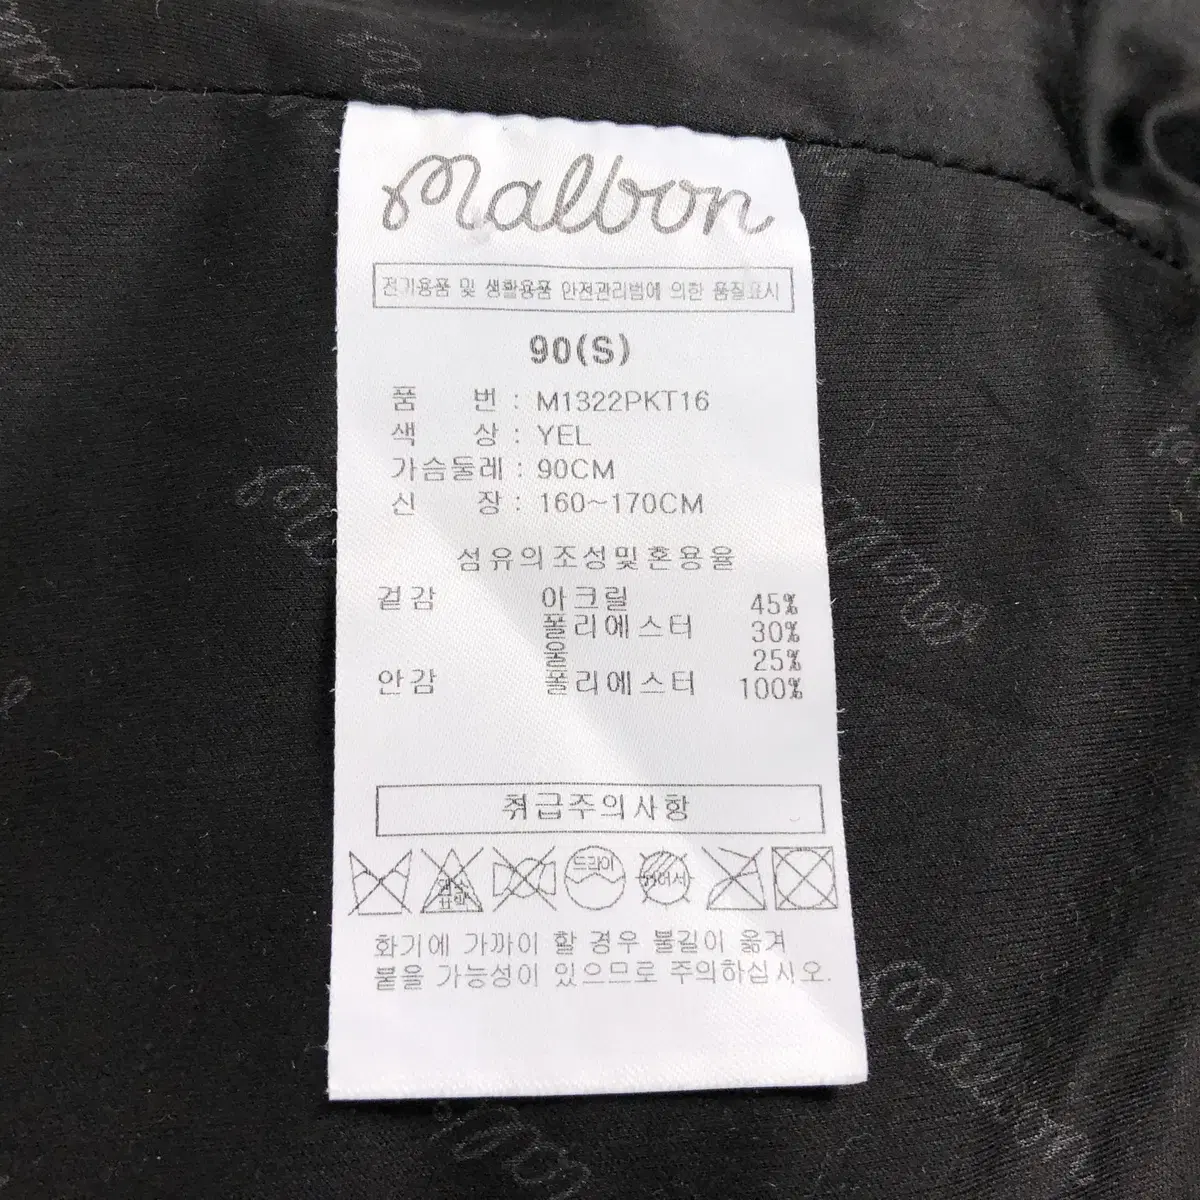 Malbon
전기용품 및 생활용품 안전관리법에 의한 품질표시
90(S)
품 번 : M1322PKT16
색 상 : YEL
가슴둘레 : 90CM
신 장 : 160~170CM
섬유의조성및혼용율
겉감 아크릴 45%
폴리에스터 30%
울 25%
안감 폴리에스터 100%
취급주의사항
드라이
화기에 가까이 할 경우 불길이 옮겨
붙을 가능성이 있으므로 주의하십시오.